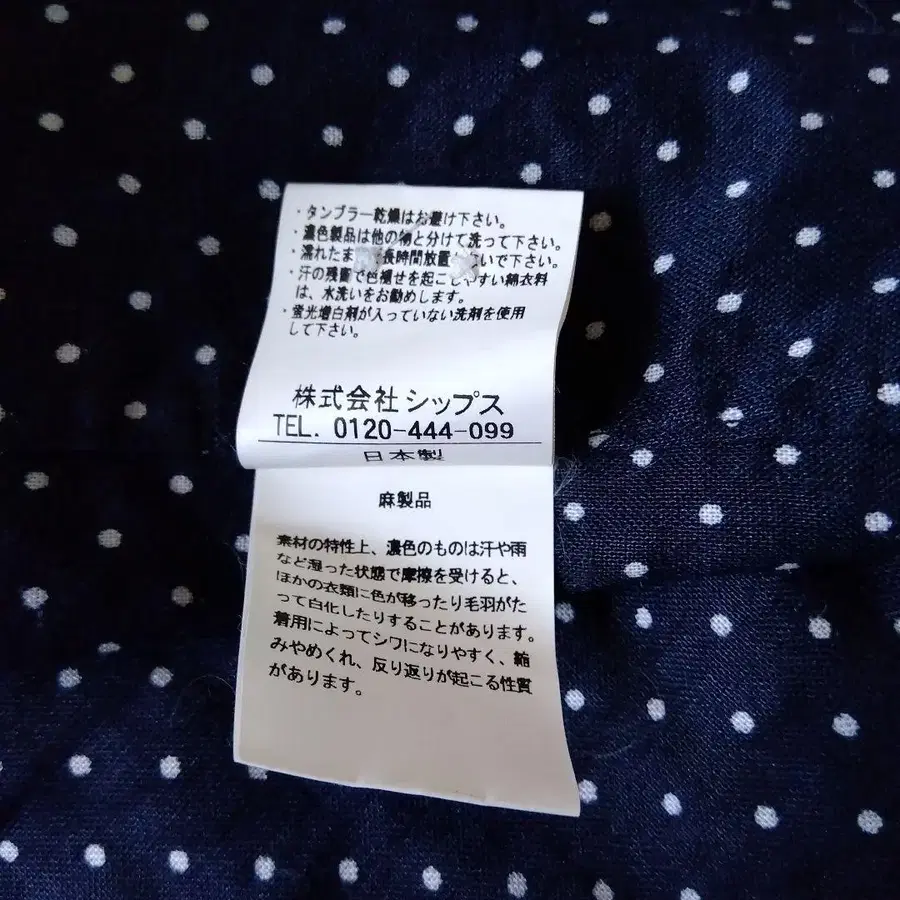 ・タンブラー乾燥はお避け下さい。
・濃色製品は他の物と分けて洗って下さい。
・濡れたま 長時間放置 いで下さい。
・汗の残留で色褪せを起こしやすい綿衣料
は、水洗いをお勧めします。
・蛍光増白剤が入っていない洗剤を使用
して下さい。
株式会社 シップス
TEL. 0120-444-099
日本製
麻製品
素材の特性上、濃色のものは汗や雨
など湿った状態で摩擦を受けると、
ほかの衣類に色が移ったり毛羽がた
って白化したりすることがあります。
着用によってシワになりやすく、縮
みやめくれ、反り返りが起こる性質
があります。